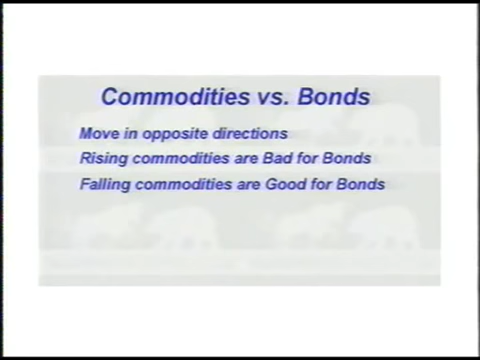 Commodities vs. Bonds
Move in opposite directions
Rising commodities are Bad for Bonds
Falling commodities are Good for Bonds